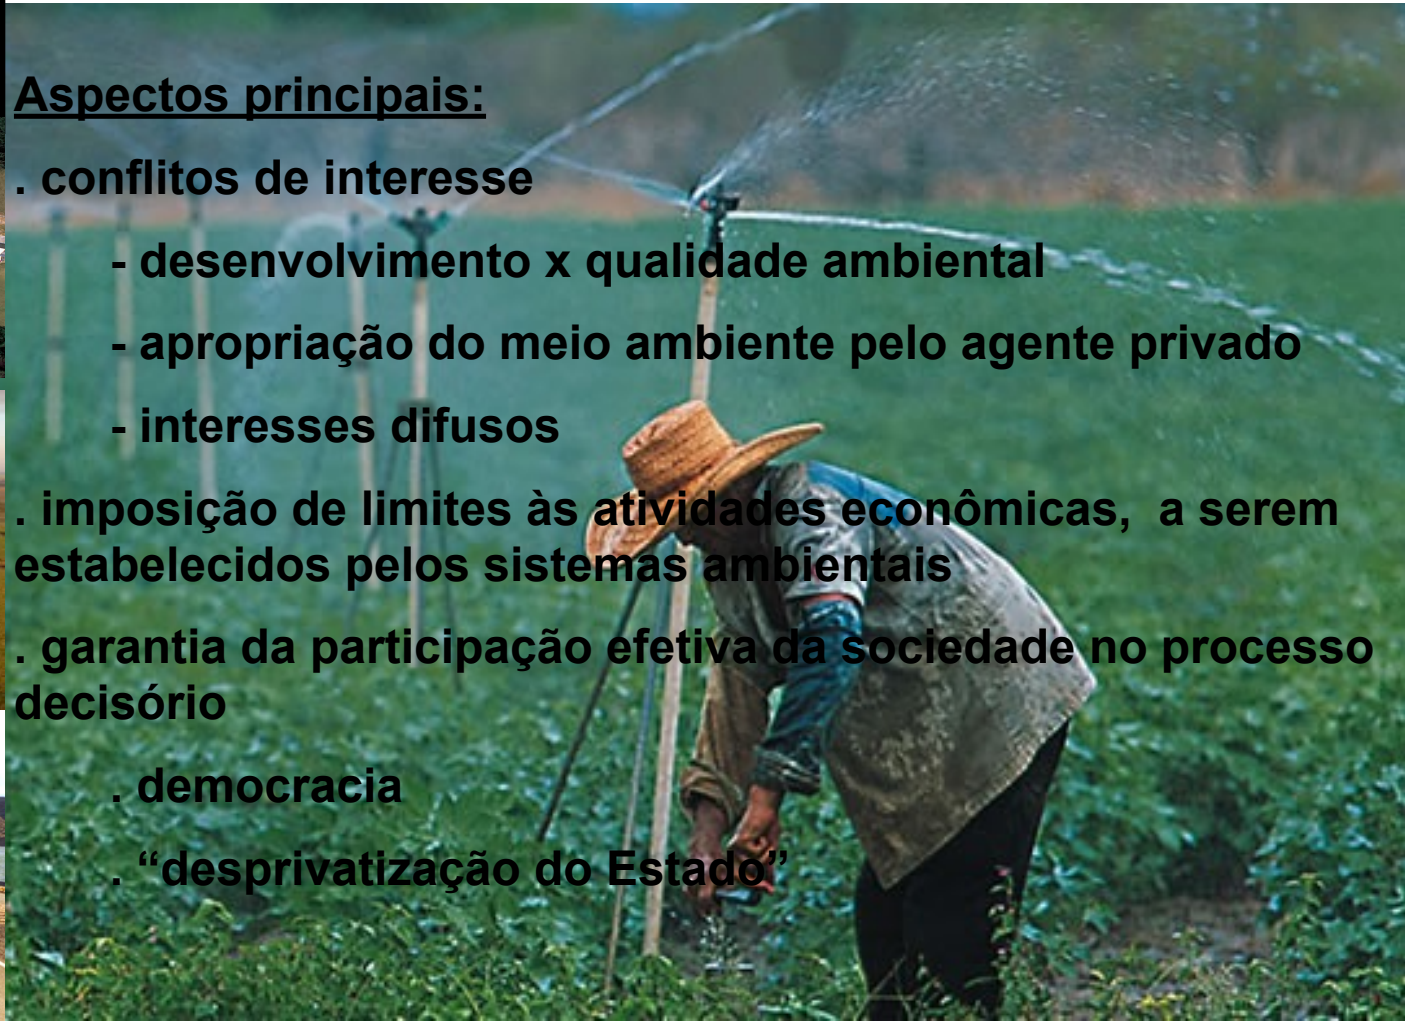 Aspectos principais:
. conflitos de interesse
- desenvolvimento x qualidade ambiental
- apropriação do meio ambiente pelo agente privado
- interesses difusos
. imposição de limites às atividades econômicas, a serem
estabelecidos pelos sistemas ambientais
. garantia da participação efetiva da sociedade no processo
decisório
. democracia
. “desprivatização do Estado”